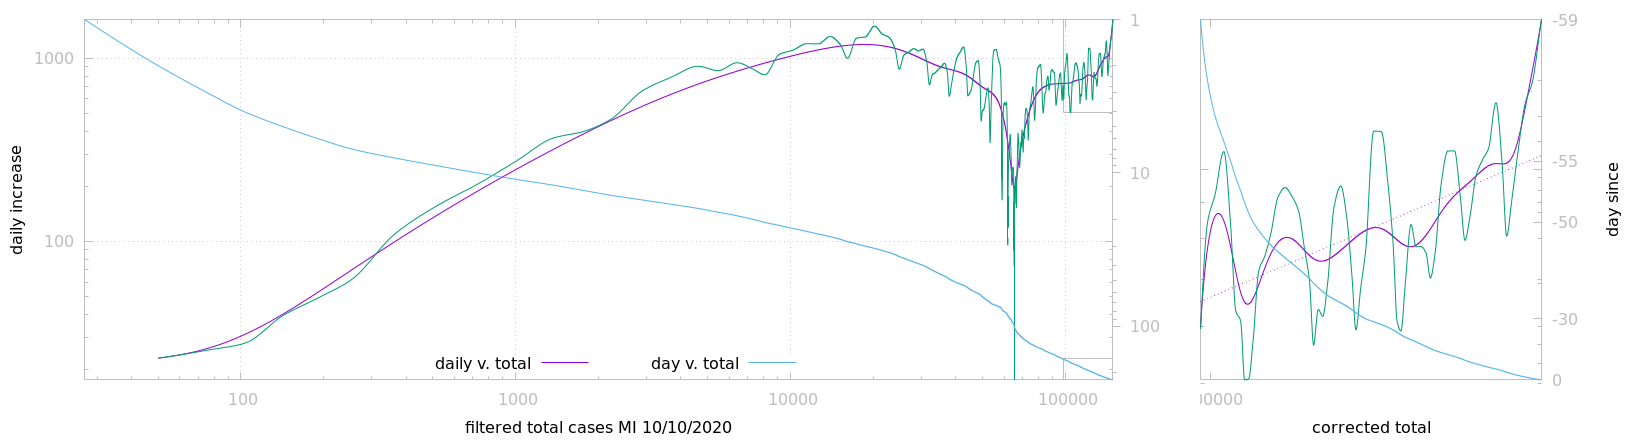 daily increase
1000
100
daily v. total
day v. total
100
1000
10000
100000
filtered total cases MI 10/10/2020
1
10
100
00000
corrected total
-59
-55
-50
-30
0
day since